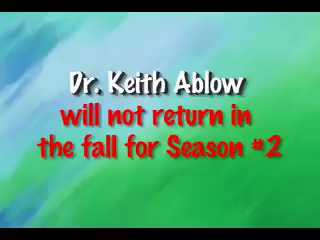 Dr. Keith Ablow
will not return in
the fall for Season #2